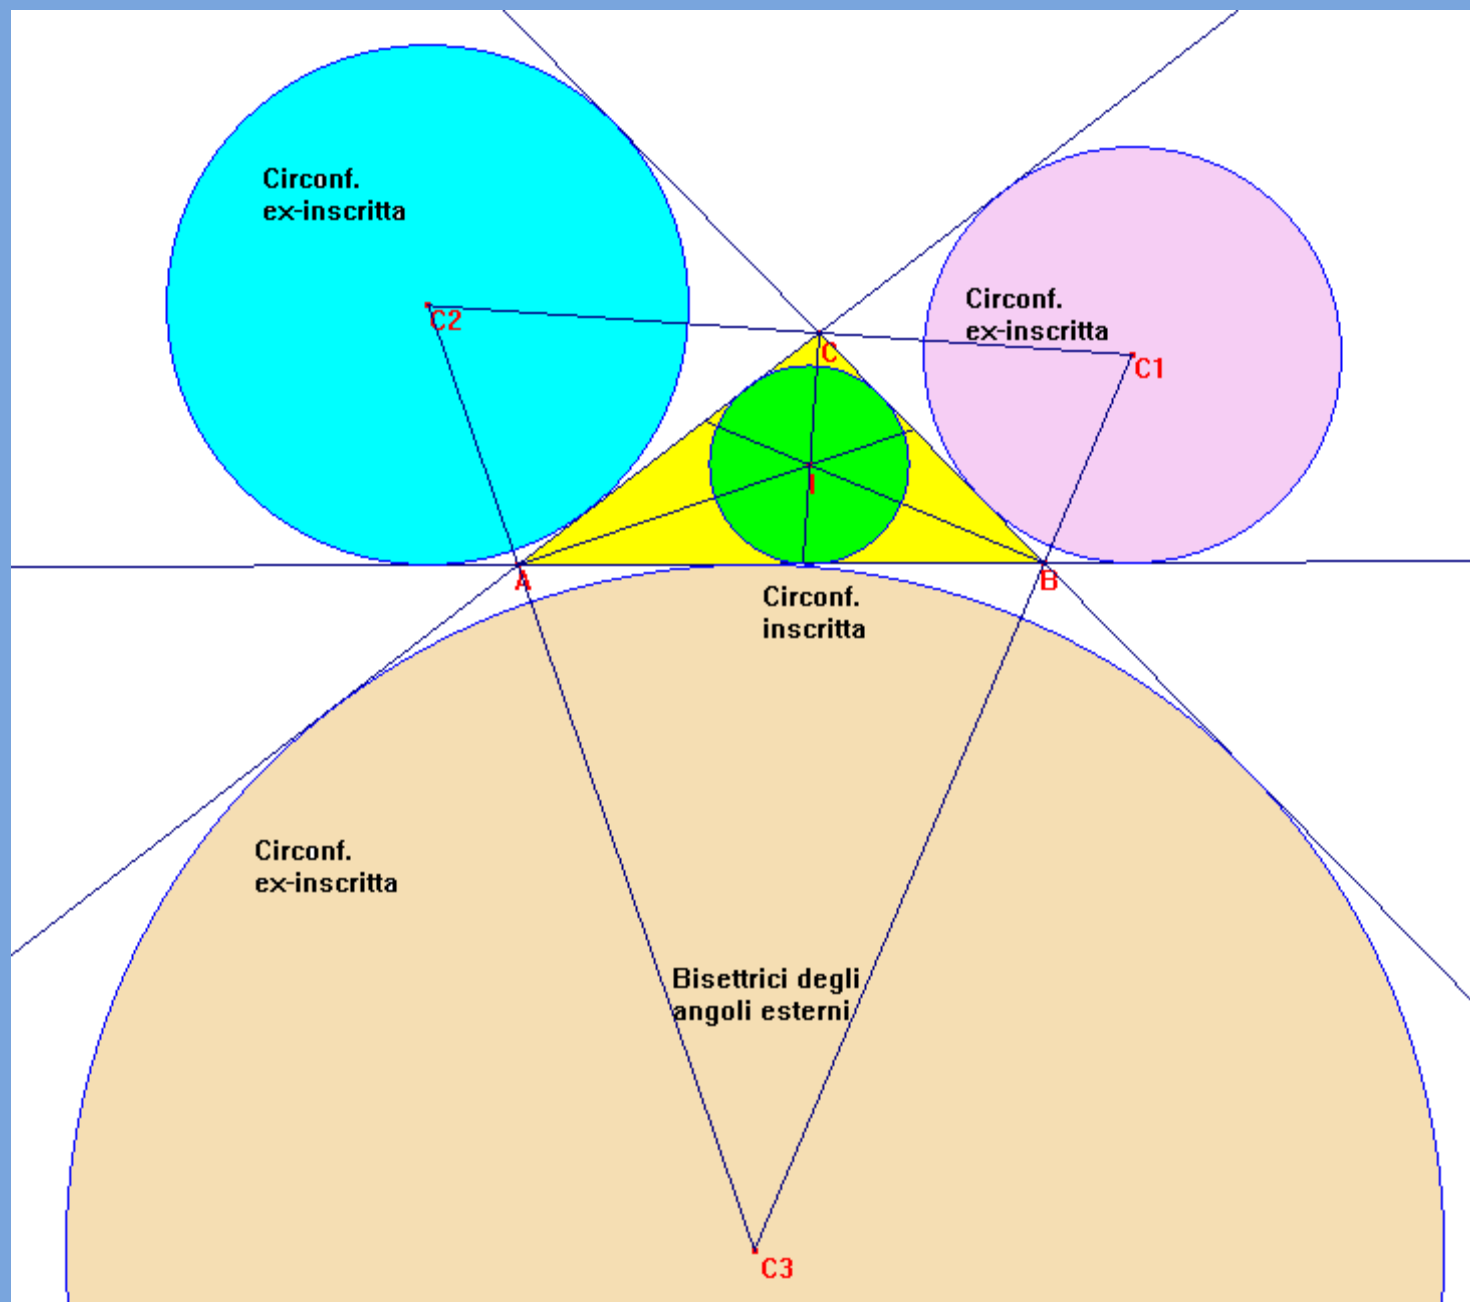 Circonf.
ex-inscritta
Circonf.
ex-inscritta
C2
C
C1
I
A
B
Circonf.
inscritta
Circonf.
ex-inscritta
Bisettrici degli
angoli esterni
C3